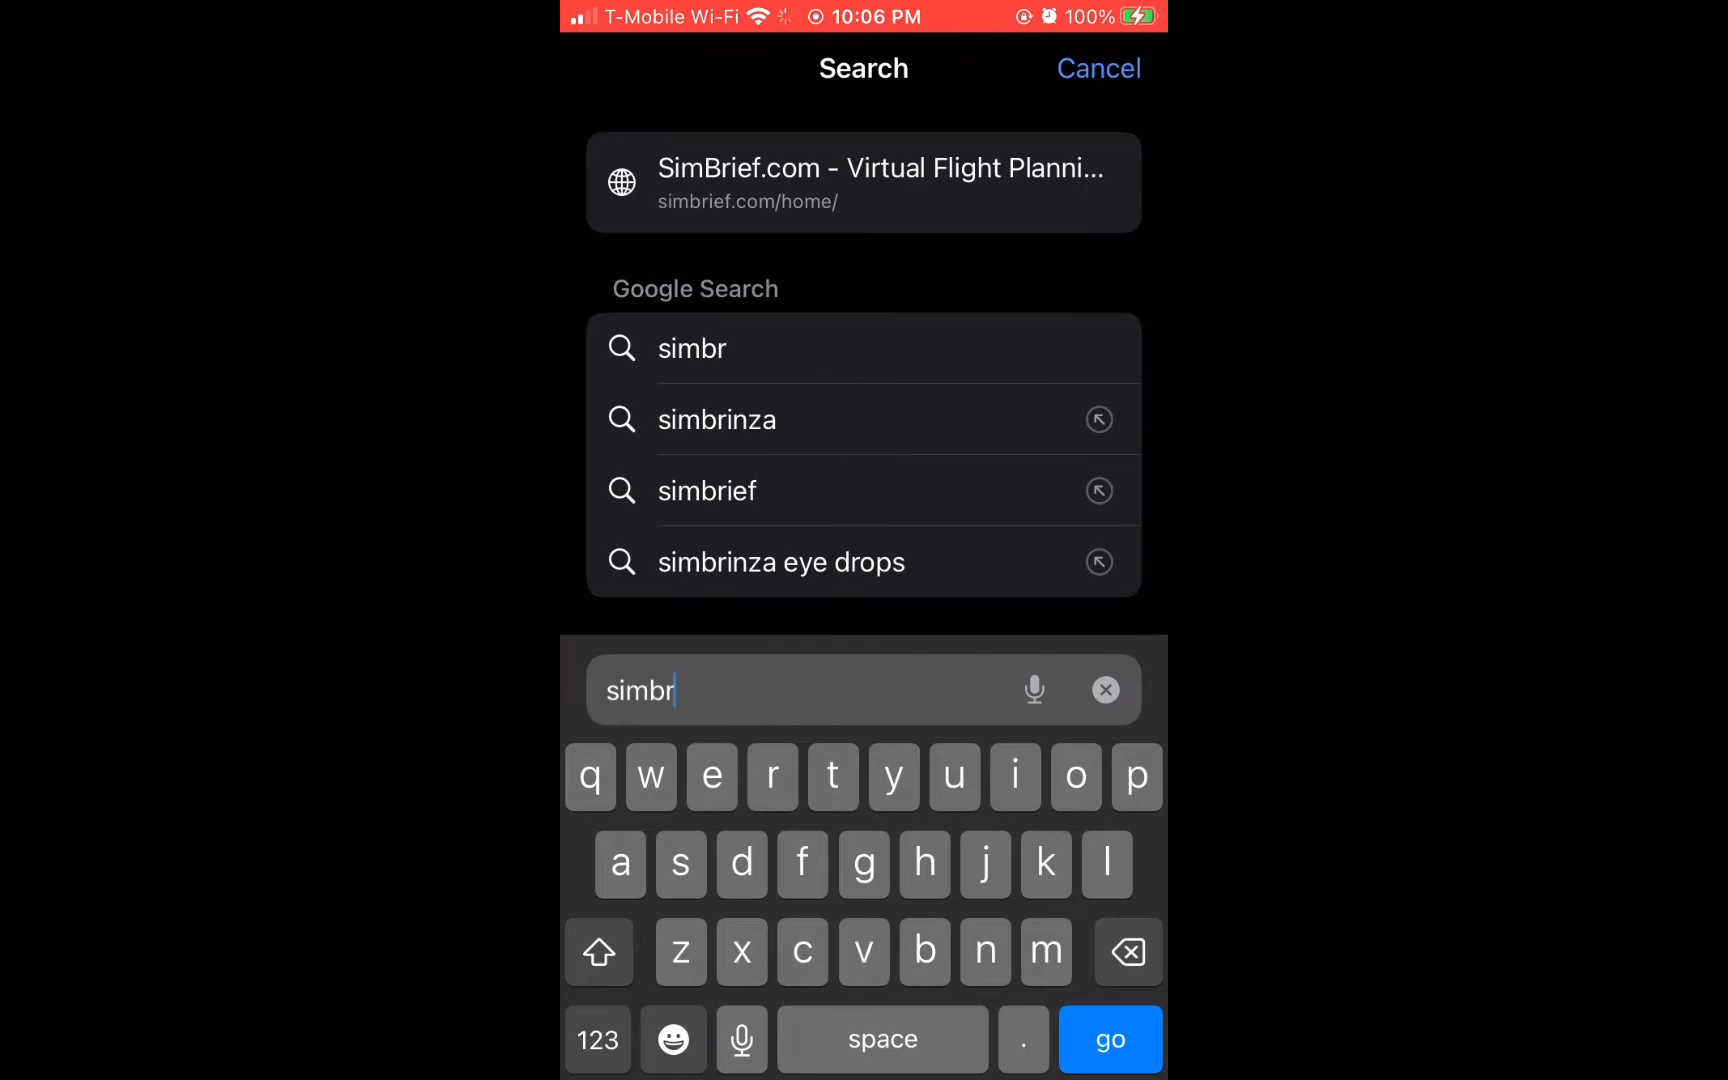 T-Mobile Wi-Fi 10:06 PM 100%
Search Cancel
SimBrief.com - Virtual Flight Planni...
simbrief.com/home/
Google Search
simbr
simbrinza
simbrief
simbrinza eye drops
simbr
q w e r t y u i o p
a s d f g h j k l
z x c v b n m
123 space . go